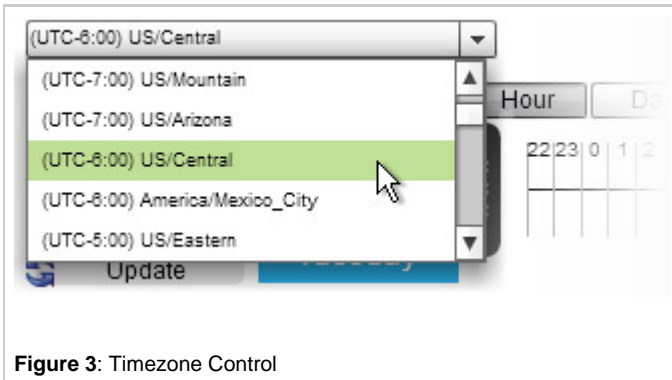 (UTC-6:00) US/Central
(UTC-7:00) US/Mountain
(UTC-7:00) US/Arizona
(UTC-6:00) US/Central
(UTC-6:00) America/Mexico_City
(UTC-5:00) US/Eastern
Hour
22 23 0 1 2
Update
Tuesday
Figure 3: Timezone Control